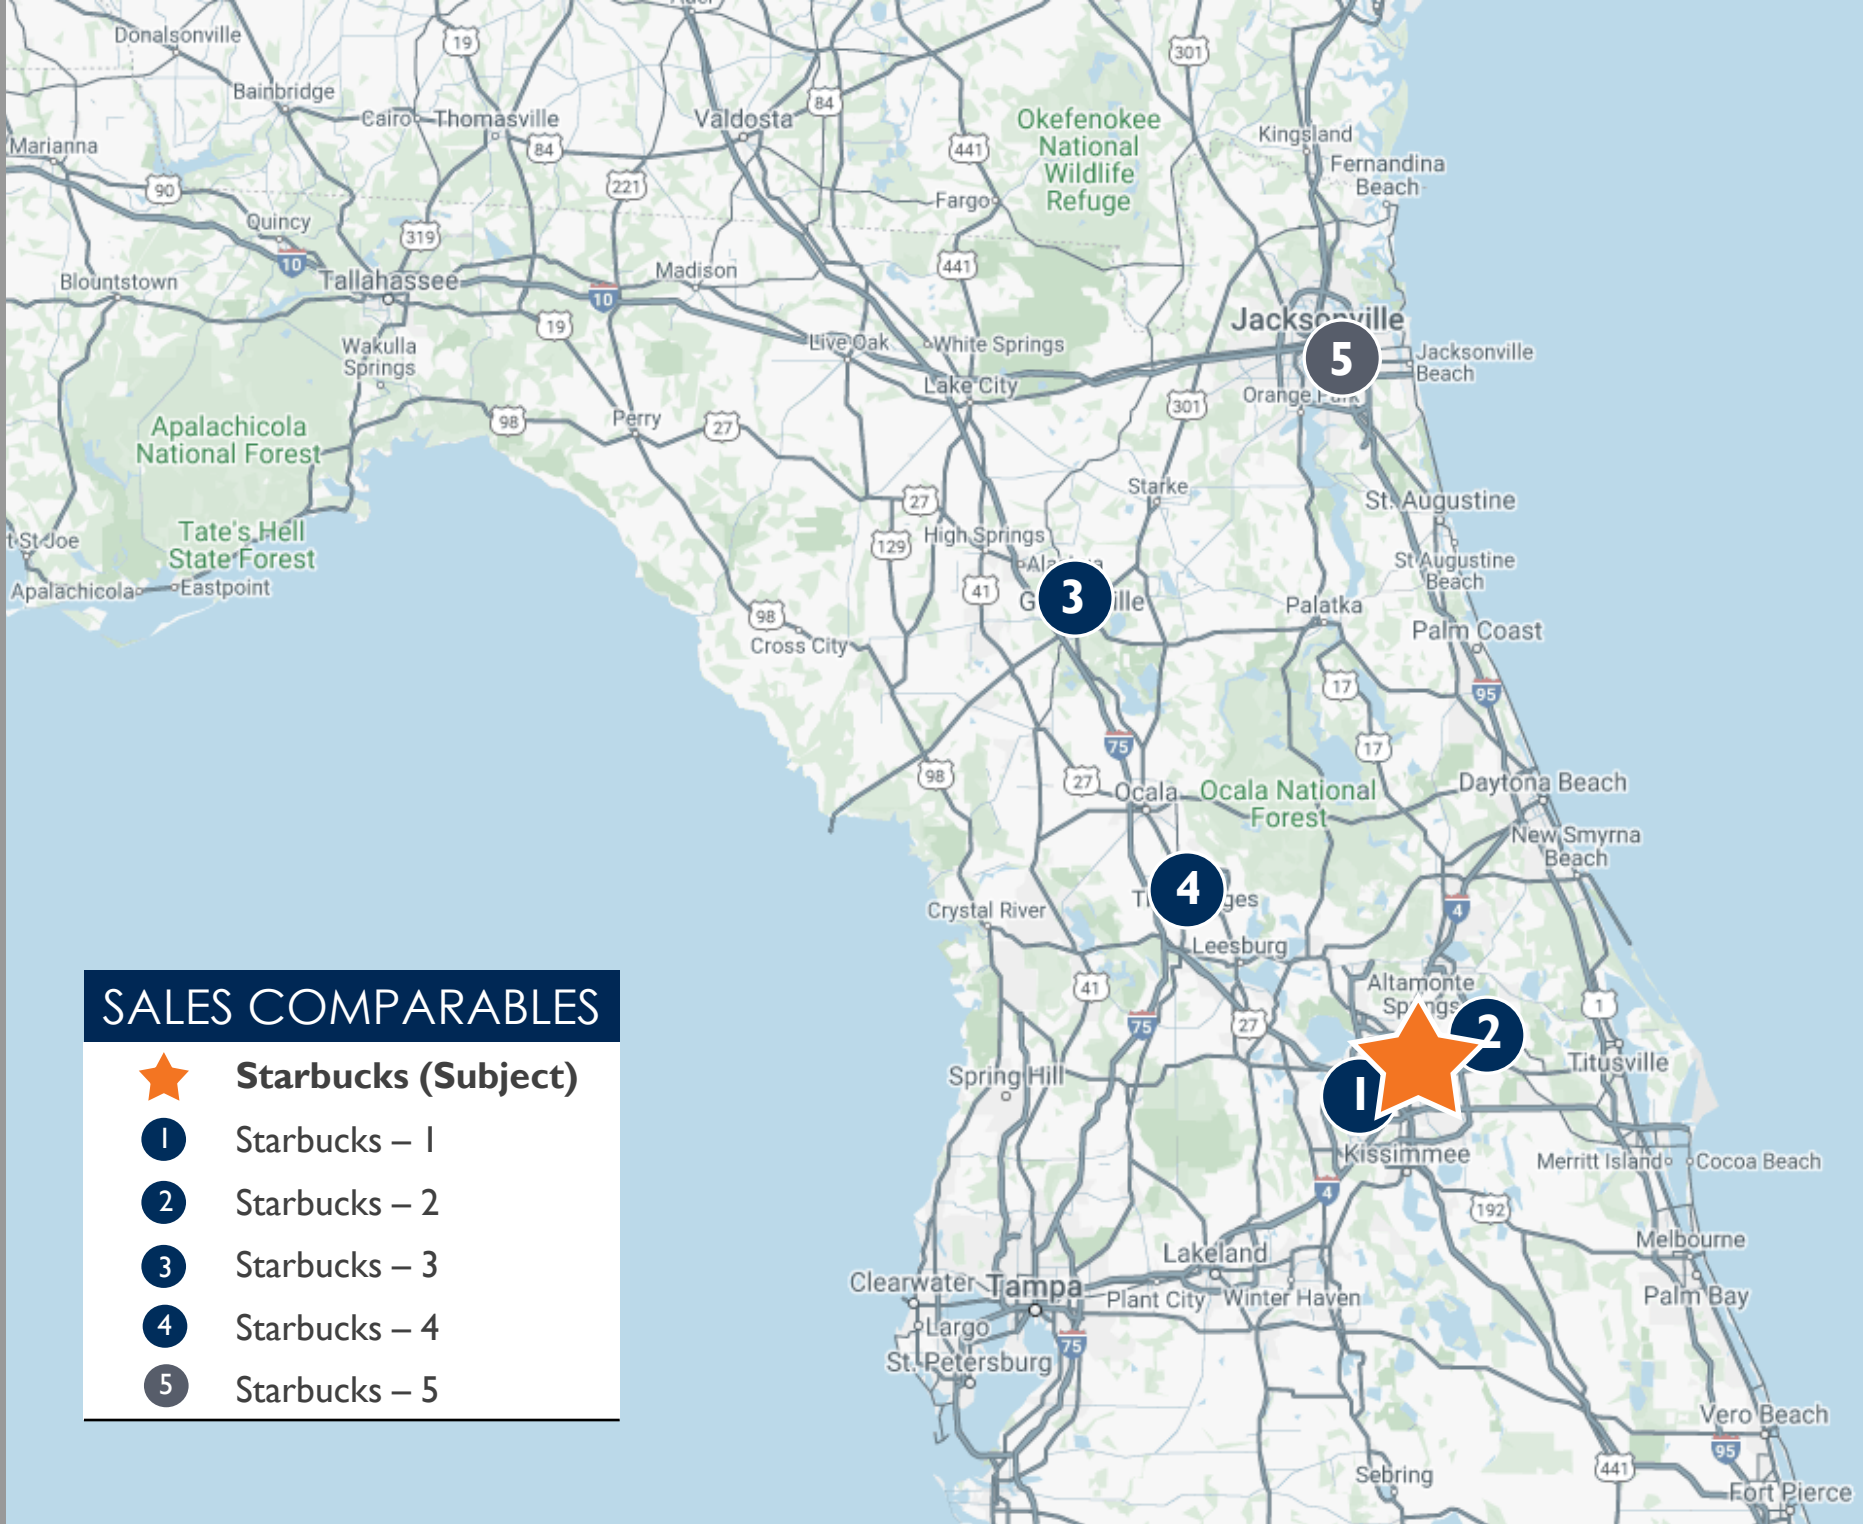 Adel
Donalsonville
19
301
Bainbridge
84
Cairo
Thomasville
Valdosta
Okefenokee
National
Wildlife
Refuge
Kingsland
Marianna
84
441
Fernandina
Beach
90
221
Fargo
Quincy
319
10
441
Blountstown
Tallahassee
Madison
10
19
Jacksonville
Wakulla
Springs
Live Oak
White Springs
5
Jacksonville
Beach
Lake City
Orange Park
301
Apalachicola
National Forest
98
Perry
27
Starke
27
St. Augustine
Tate's Hell
State Forest
t St Joe
High Springs
129
Alachua
St Augustine
Beach
Apalachicola
Eastpoint
41
3
G
ille
Palatka
98
Cross City
Palm Coast
17
95
75
17
98
27
Ocala
Ocala National
Forest
Daytona Beach
New Smyrna
Beach
4
Th
ges
Crystal River
4
Leesburg
41
Altamonte
Springs
75
27
1
2
Titusville
Spring Hill
1
Kissimmee
Merritt Island
Cocoa Beach
4
192
Lakeland
Melbourne
Clearwater
Tampa
Plant City
Winter Haven
Palm Bay
Largo
75
St. Petersburg
Vero Beach
95
441
Sebring
Fort Pierce
SALES COMPARABLES
Starbucks (Subject)
1 Starbucks – 1
2 Starbucks – 2
3 Starbucks – 3
4 Starbucks – 4
5 Starbucks – 5